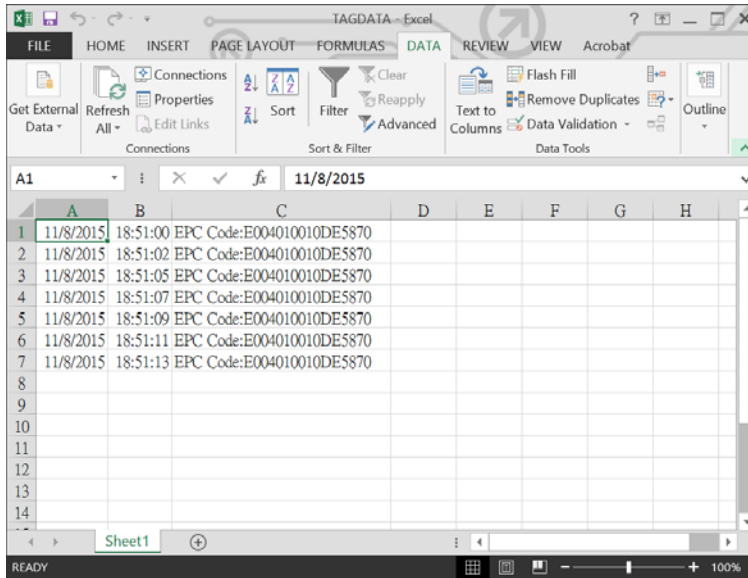 TAGDATA - Excel ?
FILE HOME INSERT PAGE LAYOUT FORMULAS DATA REVIEW VIEW Acrobat
Get External Data
Refresh All
Connections
Properties
Edit Links
Connections
Sort
Filter
Clear
Reapply
Advanced
Sort & Filter
Text to Columns
Flash Fill
Remove Duplicates
Data Validation
Data Tools
Outline
A1 fx 11/8/2015
A B C D E F G H
1 11/8/2015 18:51:00 EPC Code:E004010010DE5870
2 11/8/2015 18:51:02 EPC Code:E004010010DE5870
3 11/8/2015 18:51:05 EPC Code:E004010010DE5870
4 11/8/2015 18:51:07 EPC Code:E004010010DE5870
5 11/8/2015 18:51:09 EPC Code:E004010010DE5870
6 11/8/2015 18:51:11 EPC Code:E004010010DE5870
7 11/8/2015 18:51:13 EPC Code:E004010010DE5870
8
9
10
11
12
13
14
Sheet1
READY 100%